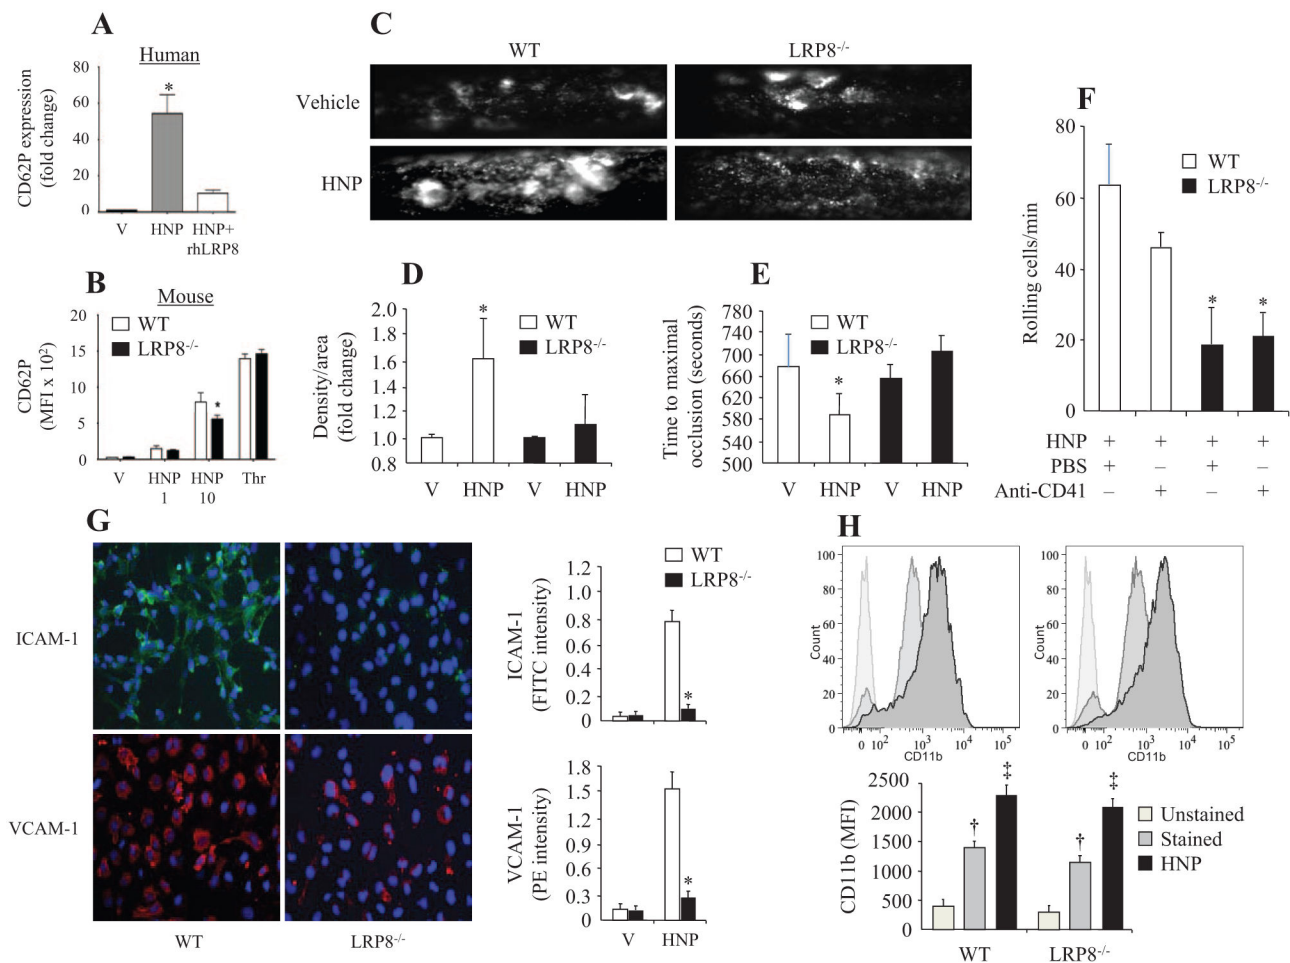 A
Human
CD62P expression
(fold change)
80
60
40
20
0
*
V
HNP
HNP+
rhLRP8
B
Mouse
WT
LRP8-/-
CD62P
(MFI x 10²)
20
15
10
5
0
*
V
HNP
1
HNP
10
Thr
C
WT
LRP8-/-
Vehicle
HNP
D
Density/area
(fold change)
2.0
1.8
1.6
1.4
1.2
1.0
0.8
*
WT
LRP8-/-
V
HNP
V
HNP
E
Time to maximal
occlusion (seconds)
780
740
700
660
620
580
540
500
*
WT
LRP8-/-
V
HNP
V
HNP
F
Rolling cells/min
80
60
40
20
0
WT
LRP8-/-
*
*
HNP + + + +
PBS + – + –
Anti-CD41 – + – +
G
ICAM-1
VCAM-1
WT
LRP8-/-
WT
LRP8-/-
ICAM-1
(FITC intensity)
1.2
1.0
0.8
0.6
0.4
0.2
0
*
VCAM-1
(PE intensity)
1.8
1.5
1.2
0.9
0.6
0.3
0
*
V
HNP
H
Count
100
80
60
40
20
0
0 10² 10³ 10⁴ 10⁵
CD11b
Count
100
80
60
40
20
0
0 10² 10³ 10⁴ 10⁵
CD11b
CD11b (MFI)
2500
2000
1500
1000
500
0
†
‡
†
‡
Unstained
Stained
HNP
WT
LRP8-/-